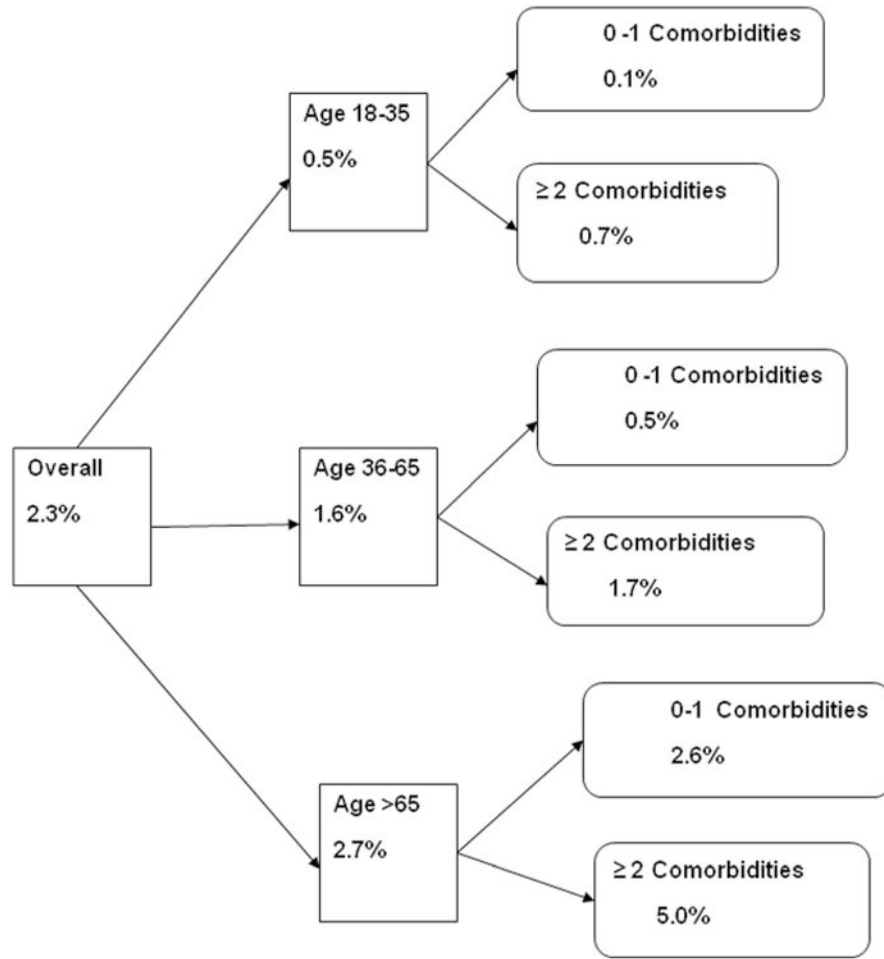 0 -1 Comorbidities
0.1%
Age 18-35
0.5%
≥ 2 Comorbidities
0.7%
0 -1 Comorbidities
0.5%
Overall
2.3%
Age 36-65
1.6%
≥ 2 Comorbidities
1.7%
0-1  Comorbidities
2.6%
Age >65
2.7%
≥ 2 Comorbidities
5.0%